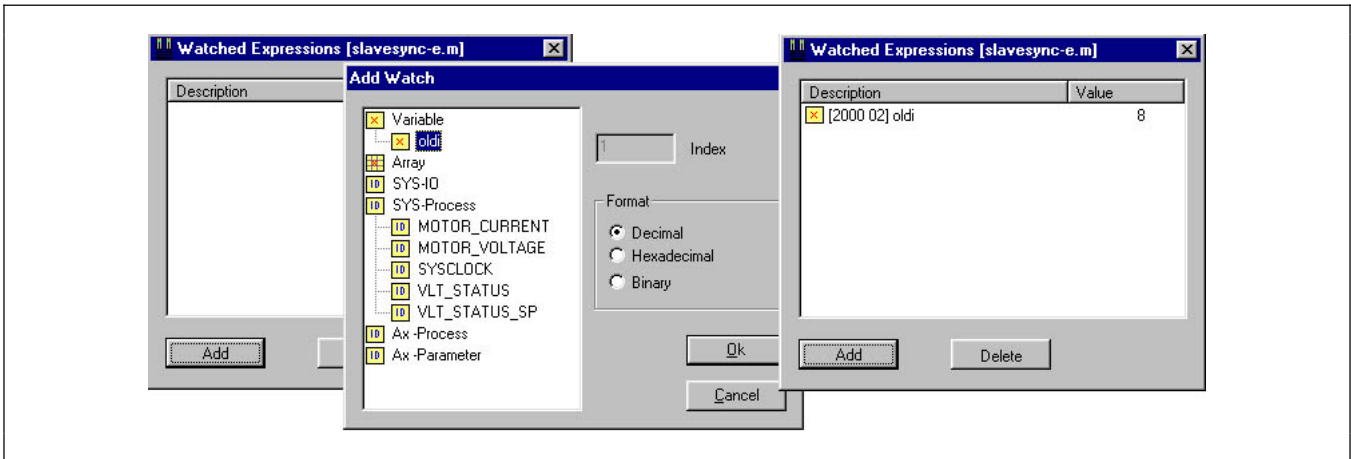 Watched Expressions [slavesync-e.m]
Description
Add
Add Watch
Variable
oldi
Array
SYS-IO
SYS-Process
MOTOR_CURRENT
MOTOR_VOLTAGE
SYSCLOCK
VLT_STATUS
VLT_STATUS_SP
Ax -Process
Ax -Parameter
1 Index
Format
Decimal
Hexadecimal
Binary
Ok
Cancel
Watched Expressions [slavesync-e.m]
Description Value
[2000 02] oldi 8
Add Delete